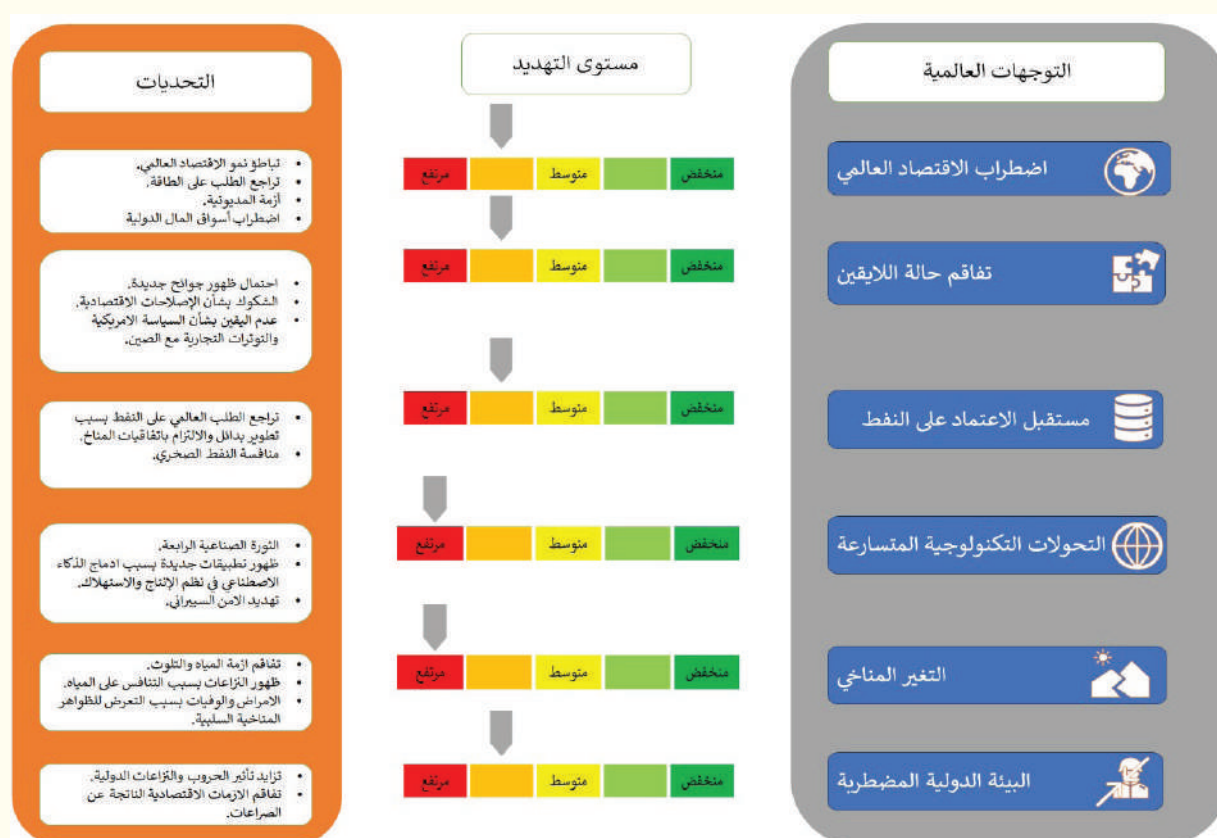 التوجهات العالمية
مستوى التهديد
التحديات
اضطراب الاقتصاد العالمي
منخفض
متوسط
مرتفع
• تباطؤ نمو الاقتصاد العالمي.
• تراجع الطلب على الطاقة.
• أزمة المديونية.
• اضطراب أسواق المال الدولية
تفاقم حالة اللايقين
منخفض
متوسط
مرتفع
• احتمال ظهور جوائح جديدة.
• الشكوك بشأن الإصلاحات الاقتصادية.
• عدم اليقين بشأن السياسة الامريكية
والتوترات التجارية مع الصين.
مستقبل الاعتماد على النفط
منخفض
متوسط
مرتفع
• تراجع الطلب العالمي على النفط بسبب
تطوير بدائل والالتزام باتفاقيات المناخ.
• منافسة النفط الصخري.
التحولات التكنولوجية المتسارعة
منخفض
متوسط
مرتفع
• الثورة الصناعية الرابعة.
• ظهور تطبيقات جديدة بسبب ادماج الذكاء
الاصطناعي في نظم الإنتاج والاستهلاك.
• تهديد الامن السيبراني.
التغير المناخي
منخفض
متوسط
مرتفع
• تفاقم ازمة المياه والتلوث.
• ظهور النزاعات بسبب التنافس على المياه.
• الامراض والوفيات بسبب التعرض للظواهر
المناخية السلبية.
البيئة الدولية المضطربة
منخفض
متوسط
مرتفع
• تزايد تأثير الحروب والنزاعات الدولية.
• تفاقم الازمات الاقتصادية الناتجة عن
الصراعات.